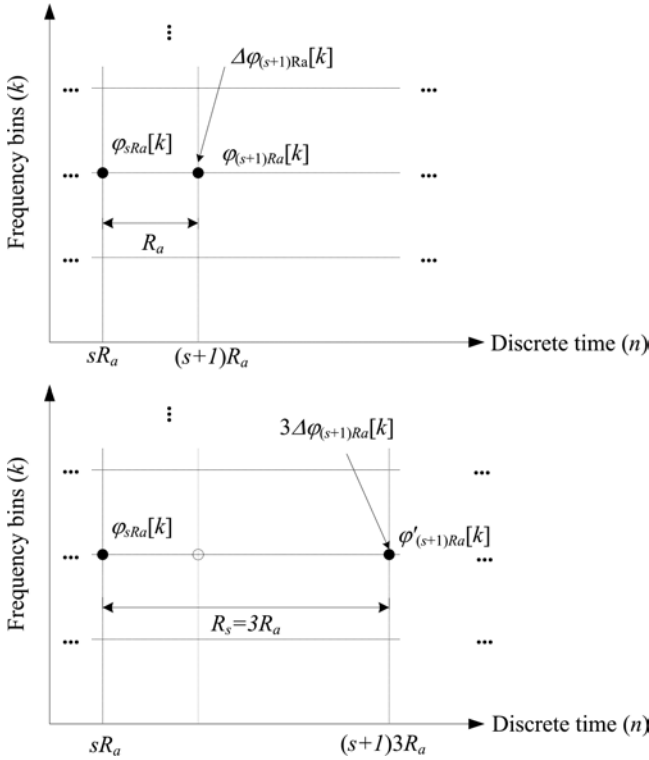 Frequency bins (k)
Δφ(s+1)Ra[k]
...
...
φsRa[k]
φ(s+1)Ra[k]
...
...
Ra
...
...
sRa
(s+1)Ra
Discrete time (n)
Frequency bins (k)
3Δφ(s+1)Ra[k]
...
...
φsRa[k]
φ′(s+1)Ra[k]
...
...
Rs=3Ra
...
...
sRa
(s+1)3Ra
Discrete time (n)